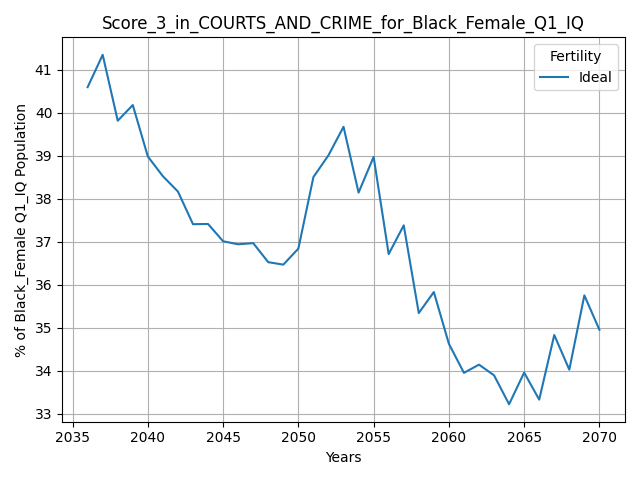 Score_3_in_COURTS_AND_CRIME_for_Black_Female_Q1_IQ
Fertility
Ideal
% of Black_Female Q1_IQ Population
41
40
39
38
37
36
35
34
33
2035 2040 2045 2050 2055 2060 2065 2070
Years